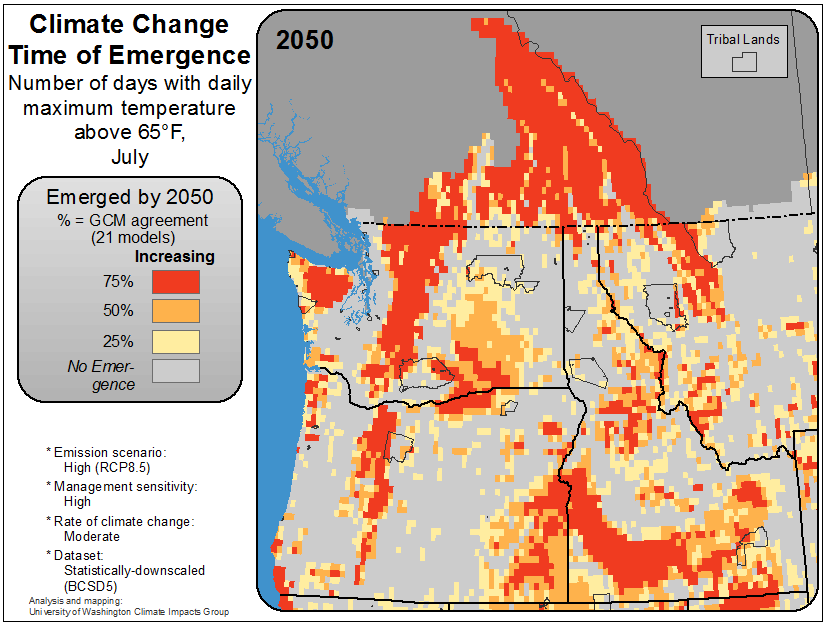 Climate Change
Time of Emergence
Number of days with daily
maximum temperature
above 65°F,
July
Emerged by 2050
% = GCM agreement
(21 models)
Increasing
75%
50%
25%
No Emer-
gence
* Emission scenario:
High (RCP8.5)
* Management sensitivity:
High
* Rate of climate change:
Moderate
* Dataset:
Statistically-downscaled
(BCSD5)
Analysis and mapping:
University of Washington Climate Impacts Group
2050
Tribal Lands